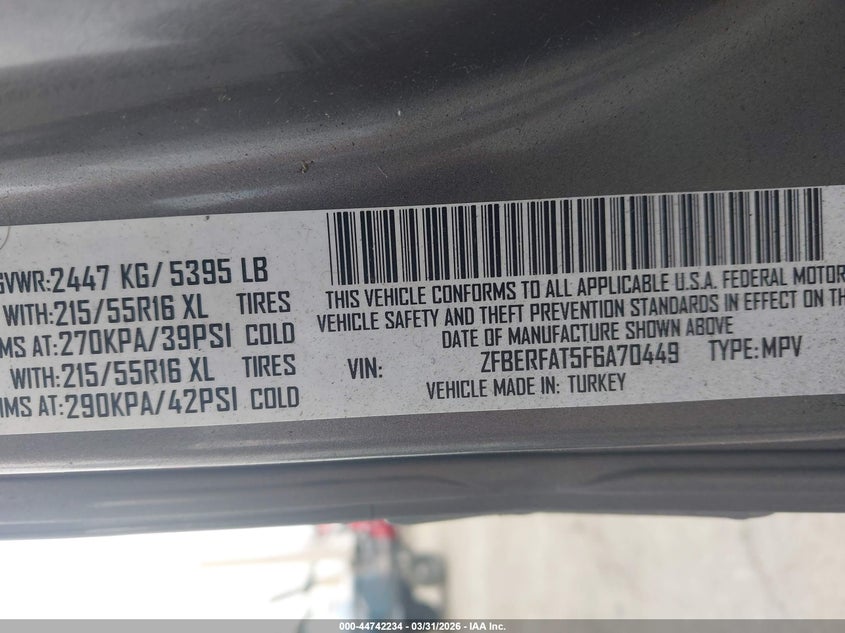 GVWR:2447 KG/ 5395 LB
WITH:215/55R16 XL TIRES
IMS AT:270KPA/39PSI COLD
WITH:215/55R16 XL TIRES
IMS AT:290KPA/42PSI COLD
THIS VEHICLE CONFORMS TO ALL APPLICABLE U.S.A. FEDERAL MOTOR
VEHICLE SAFETY AND THEFT PREVENTION STANDARDS IN EFFECT ON TH
DATE OF MANUFACTURE SHOWN ABOVE
VIN: ZFBERFAT5F6A70449 TYPE:MPV
VEHICLE MADE IN: TURKEY
000-44742234 - 03/31/2026 - IAA Inc.